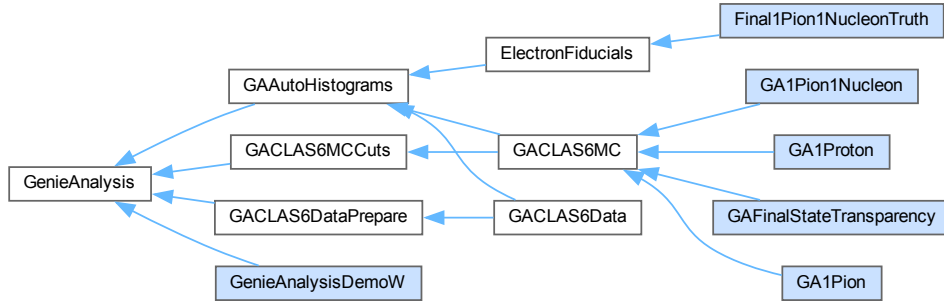 Final1Pion1NucleonTruth
ElectronFiducials
GAAutoHistograms
GA1Pion1Nucleon
GACLAS6MCCuts
GACLAS6MC
GA1Proton
GenieAnalysis
GACLAS6DataPrepare
GACLAS6Data
GAFinalStateTransparency
GenieAnalysisDemoW
GA1Pion